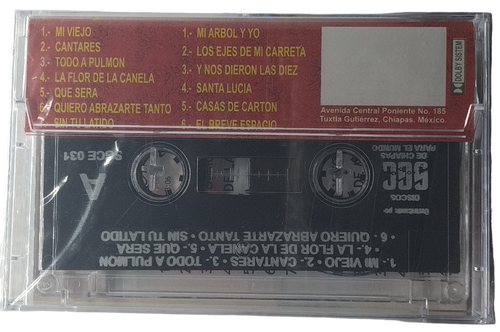 1.- MI VIEJO
2.- CANTARES
3.- TODO A PULMON
4.- LA FLOR DE LA CANELA
5.- QUE SERA
6.- QUIERO ABRAZARTE TANTO
SIN TU LATIDO
1.- MI ARBOL Y YO
2.- LOS EJES DE MI CARRETA
3.- Y NOS DIERON LAS DIEZ
4.- SANTA LUCIA
5.- CASAS DE CARTON
6.- EL BREVE ESPACIO
DOLBY SISTEM
Avenida Central Poniente No. 185
Tuxtla Gutiérrez, Chiapas. México.
A
SCCE 031
DISCOS
DE CHIAPAS
PARA EL MUNDO
1.- MI VIEJO • 2.- CANTARES • 3.- TODO A PULMON
• 4.- LA FLOR DE LA CANELA • 5.- QUE SERA
6.- QUIERO ABRAZARTE TANTO • SIN TU LATIDO